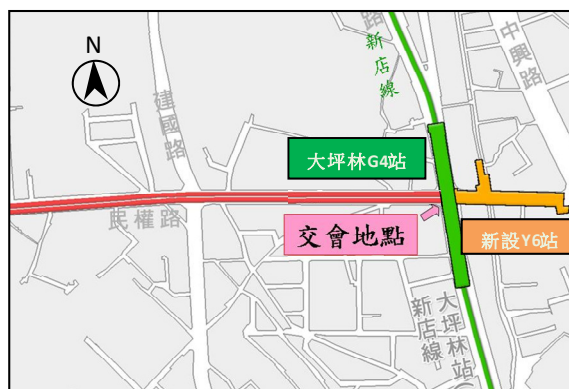 N
路
新店線
中興路
建國路
大坪林G4站
民權路
交會地點
新設Y6站
大坪林站(
新店線